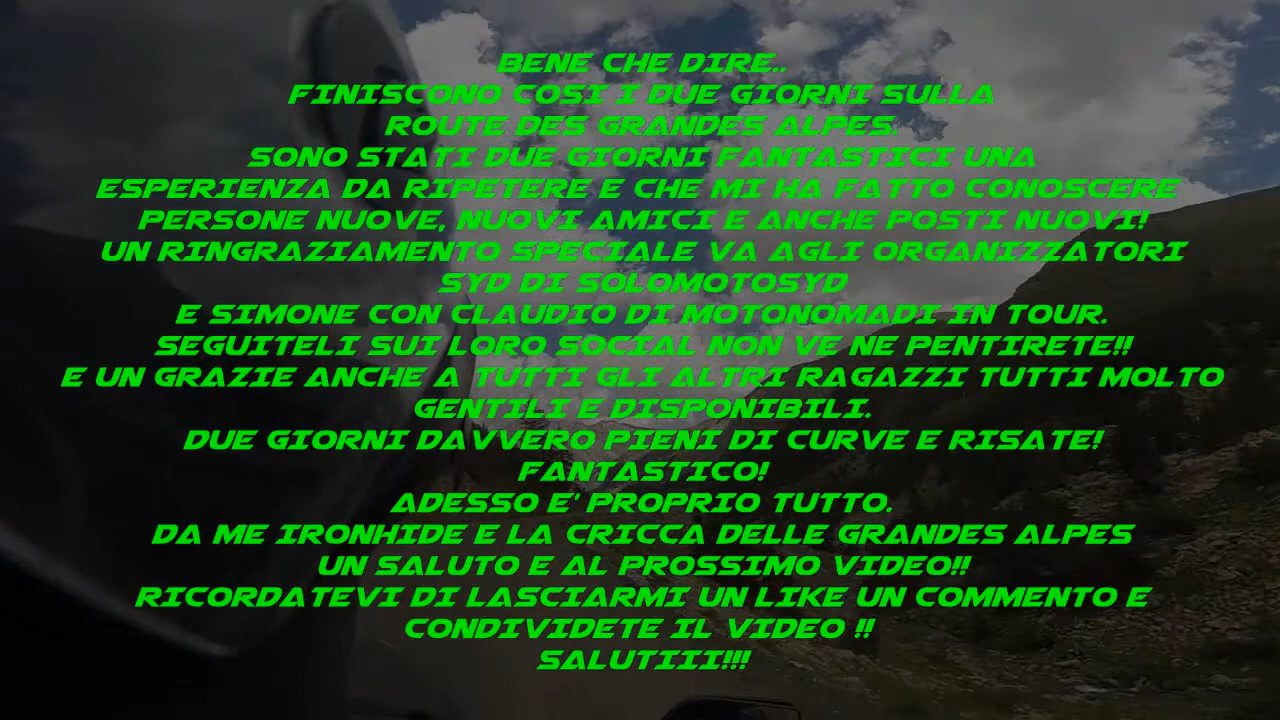 BENE CHE DIRE..
FINISCONO COSI I DUE GIORNI SULLA
ROUTE DES GRANDES ALPES.
SONO STATI DUE GIORNI FANTASTICI UNA
ESPERIENZA DA RIPETERE E CHE MI HA FATTO CONOSCERE
PERSONE NUOVE, NUOVI AMICI E ANCHE POSTI NUOVI!
UN RINGRAZIAMENTO SPECIALE VA AGLI ORGANIZZATORI
SYD DI SOLOMOTOSYD
E SIMONE CON CLAUDIO DI MOTONOMADI IN TOUR.
SEGUITELI SUI LORO SOCIAL NON VE NE PENTIRETE!!
E UN GRAZIE ANCHE A TUTTI GLI ALTRI RAGAZZI TUTTI MOLTO
GENTILI E DISPONIBILI.
DUE GIORNI DAVVERO PIENI DI CURVE E RISATE!
FANTASTICO!
ADESSO E' PROPRIO TUTTO.
DA ME IRONHIDE E LA CRICCA DELLE GRANDES ALPES
UN SALUTO E AL PROSSIMO VIDEO!!
RICORDATEVI DI LASCIARMI UN LIKE UN COMMENTO E
CONDIVIDETE IL VIDEO !!
SALUTIII!!!